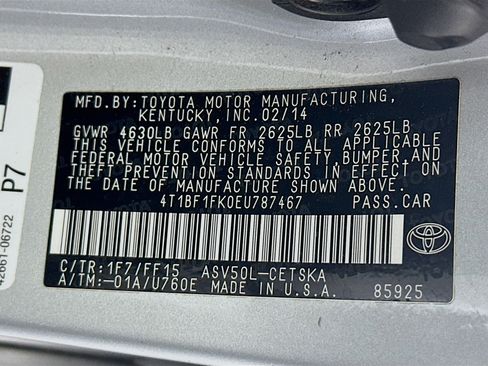 MFD.BY:TOYOTA MOTOR MANUFACTURING,
KENTUCKY, INC.02/14
GVWR 4630LB GAWR FR 2625LB RR 2625LB
THIS VEHICLE CONFORMS TO ALL APPLICABLE
FEDERAL MOTOR VEHICLE SAFETY, BUMPER, AND
THEFT PREVENTION STANDARDS IN EFFECT ON
THE DATE OF MANUFACTURE SHOWN ABOVE.
4T1BF1FK0EU787467 PASS.CAR
C/TR:1F7/FF15 ASV50L-CETSKA
A/TM:-01A/U760E MADE IN U.S.A. 85925
P7
42661-06722